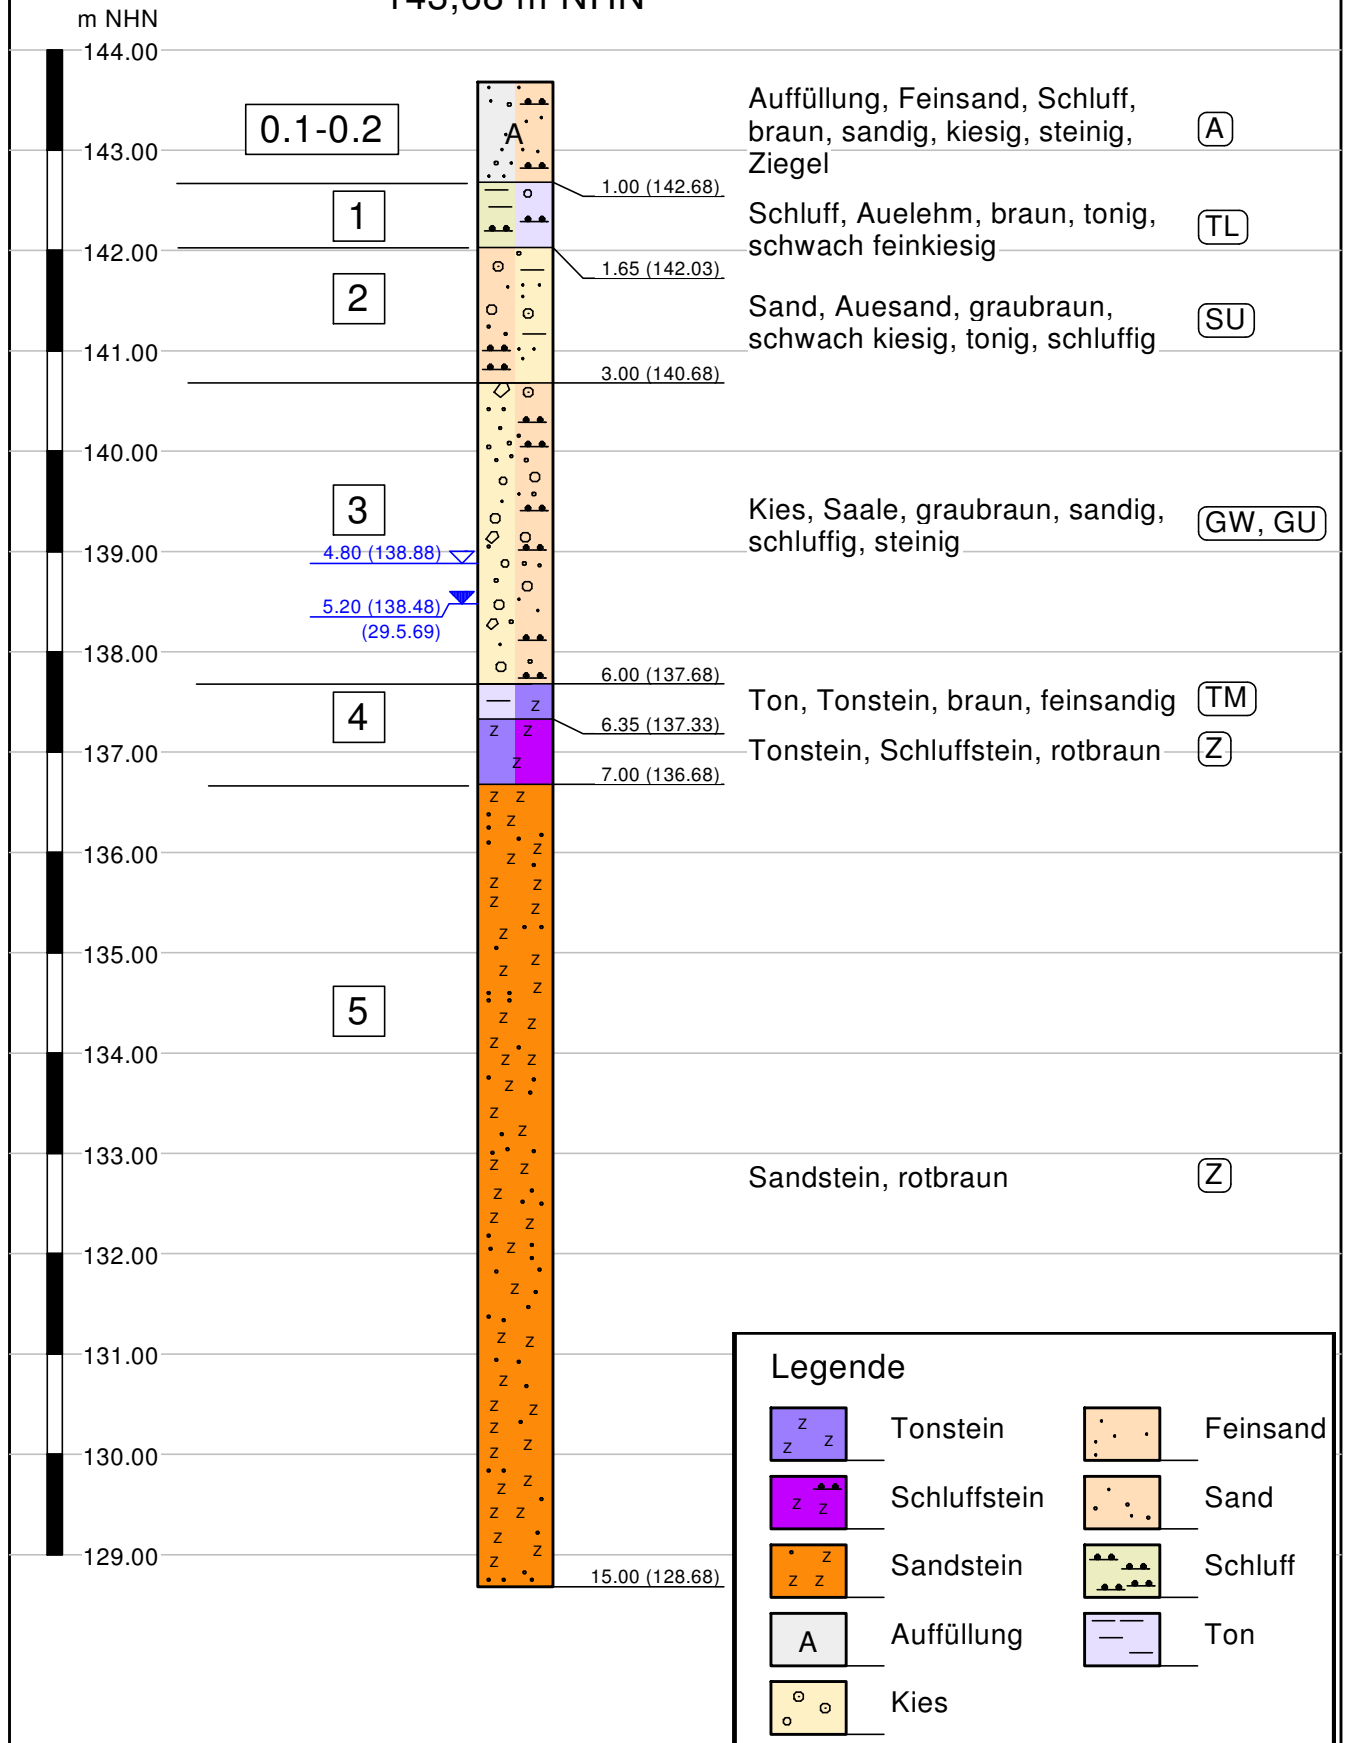 143,68 m NHN
m NHN
144.00
0.1-0.2
A
Auffüllung, Feinsand, Schluff,
braun, sandig, kiesig, steinig,
Ziegel
A
143.00
1.00 (142.68)
1
Schluff, Auelehm, braun, tonig,
schwach feinkiesig
TL
142.00
1.65 (142.03)
2
Sand, Auesand, graubraun,
schwach kiesig, tonig, schluffig
SU
141.00
3.00 (140.68)
140.00
3
Kies, Saale, graubraun, sandig,
schluffig, steinig
GW, GU
139.00
4.80 (138.88)
5.20 (138.48)
(29.5.69)
138.00
6.00 (137.68)
4
Ton, Tonstein, braun, feinsandig
TM
6.35 (137.33)
137.00
Tonstein, Schluffstein, rotbraun
Z
7.00 (136.68)
136.00
135.00
5
134.00
133.00
Sandstein, rotbraun
Z
132.00
131.00
130.00
129.00
15.00 (128.68)
Legende
Tonstein
Feinsand
Schluffstein
Sand
Sandstein
Schluff
A
Auffüllung
Ton
Kies